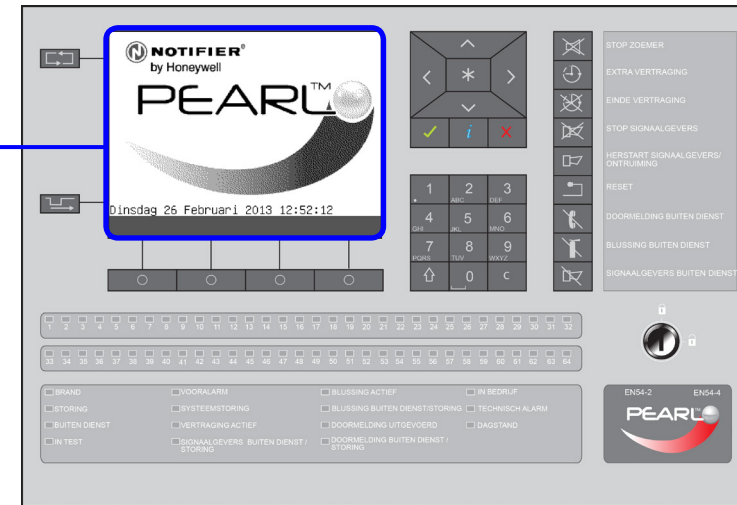 NOTIFIER®
by Honeywell
PEARL™
Dinsdag 26 Februari 2013 12:52:12
i
1
2 ABC
3 DEF
4 GHI
5 JKL
6 MNO
7 PQRS
8 TUV
9 WXYZ
0
C
STOP ZOEMER
EXTRA VERTRAGING
EINDE VERTRAGING
STOP SIGNAALGEVERS
HERSTART SIGNAALGEVERS/
ONTRUIMING
RESET
DOORMELDING BUITEN DIENST
BLUSSING BUITEN DIENST
SIGNAALGEVERS BUITEN DIENST
1 2 3 4 5 6 7 8 9 10 11 12 13 14 15 16 17 18 19 20 21 22 23 24 25 26 27 28 29 30 31 32
33 34 35 36 37 38 39 40 41 42 43 44 45 46 47 48 49 50 51 52 53 54 55 56 57 58 59 60 61 62 63 64
BRAND
STORING
BUITEN DIENST
IN TEST
VOORALARM
SYSTEEMSTORING
VERTRAGING ACTIEF
SIGNAALGEVERS BUITEN DIENST /
STORING
BLUSSING ACTIEF
BLUSSING BUITEN DIENST/STORING
DOORMELDING UITGEVOERD
DOORMELDING BUITEN DIENST /
STORING
IN BEDRIJF
TECHNISCH ALARM
DAGSTAND
EN54-2 EN54-4
PEARL™